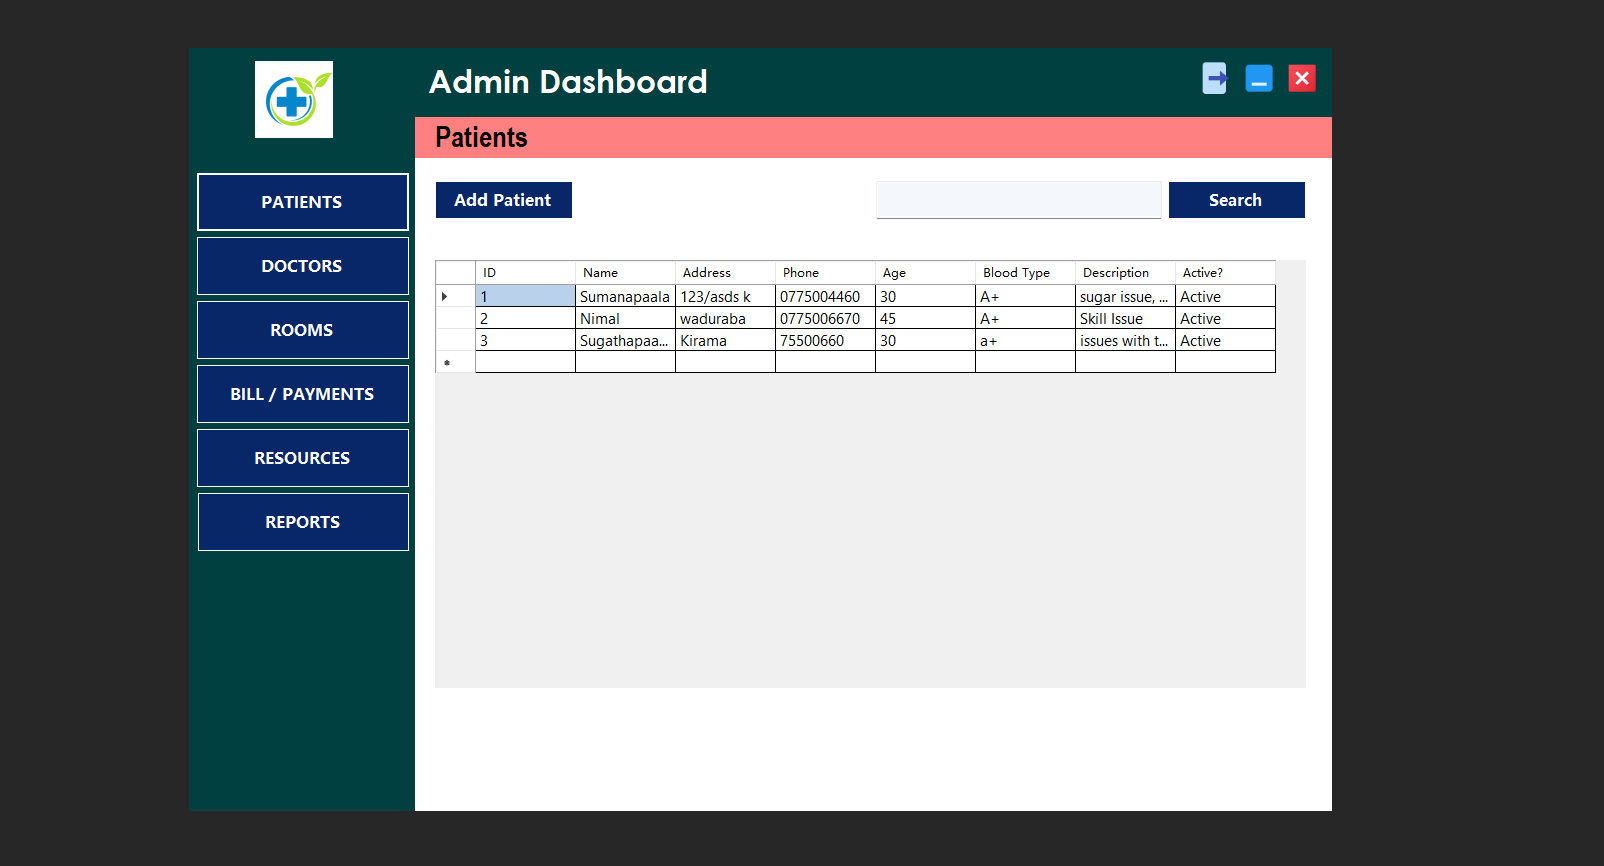 Admin Dashboard
Patients
PATIENTS
DOCTORS
ROOMS
BILL / PAYMENTS
RESOURCES
REPORTS
Add Patient
Search
ID Name Address Phone Age Blood Type Description Active?
1 Sumanapaala 123/asds k 0775004460 30 A+ sugar issue, ... Active
2 Nimal waduraba 0775006670 45 A+ Skill Issue Active
3 Sugathapaa... Kirama 75500660 30 a+ issues with t... Active